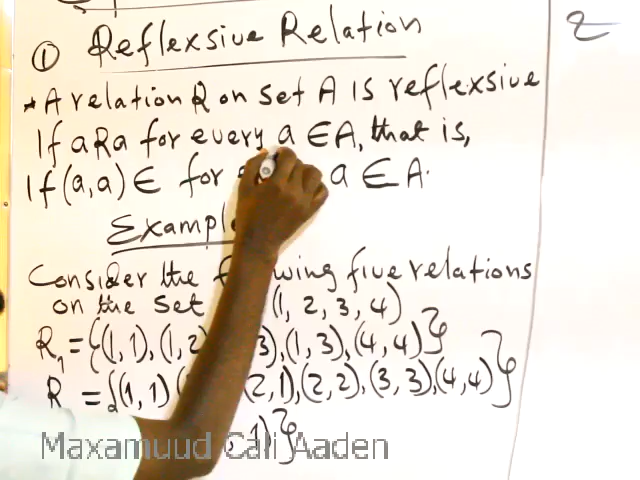 2
① Reflexsive Relation
* A relation R on set A is reflexsive
If aRa for every a ∈ A, that is,
If (a,a) ∈ for a ∈ A.
Example
Consider the following five relations
on the set (1, 2, 3, 4)
R₁ = {(1,1), (1,2) 3), (1,3), (4,4)}
R = {(1,1) (2,1), (2,2), (3,3), (4,4)}
1)}
Maxamuud Cali Aaden